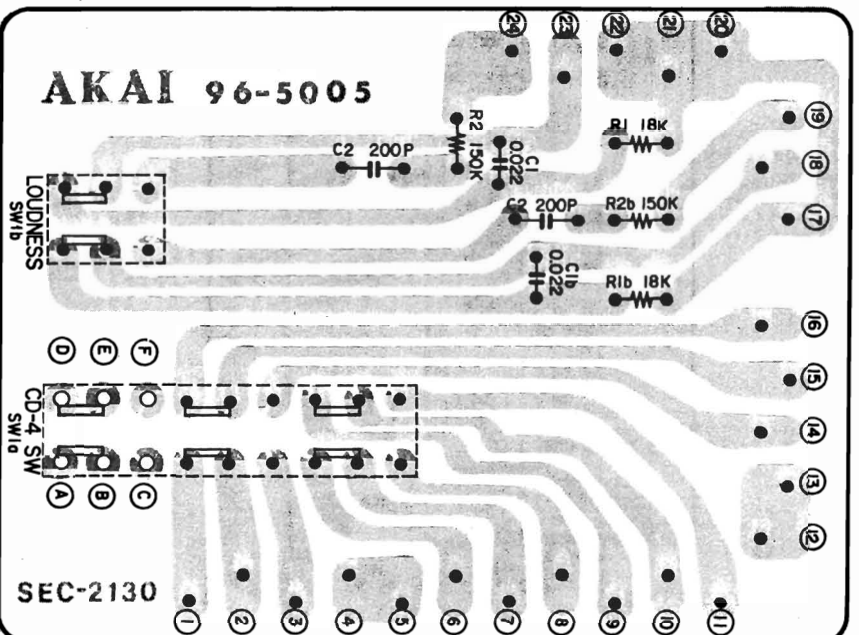 24
23
22
21
20
AKAI 96-5005
R2 150K
C1 0.022
R1 18K
19
C2 200P
18
C2 200P
R2b 150K
17
LOUDNESS
SW1b
C1b 0.022
R1b 18K
16
D
E
F
15
CD-4 SW
SW1a
14
13
A
B
C
12
SEC-2130
1
2
3
4
5
6
7
8
9
10
11